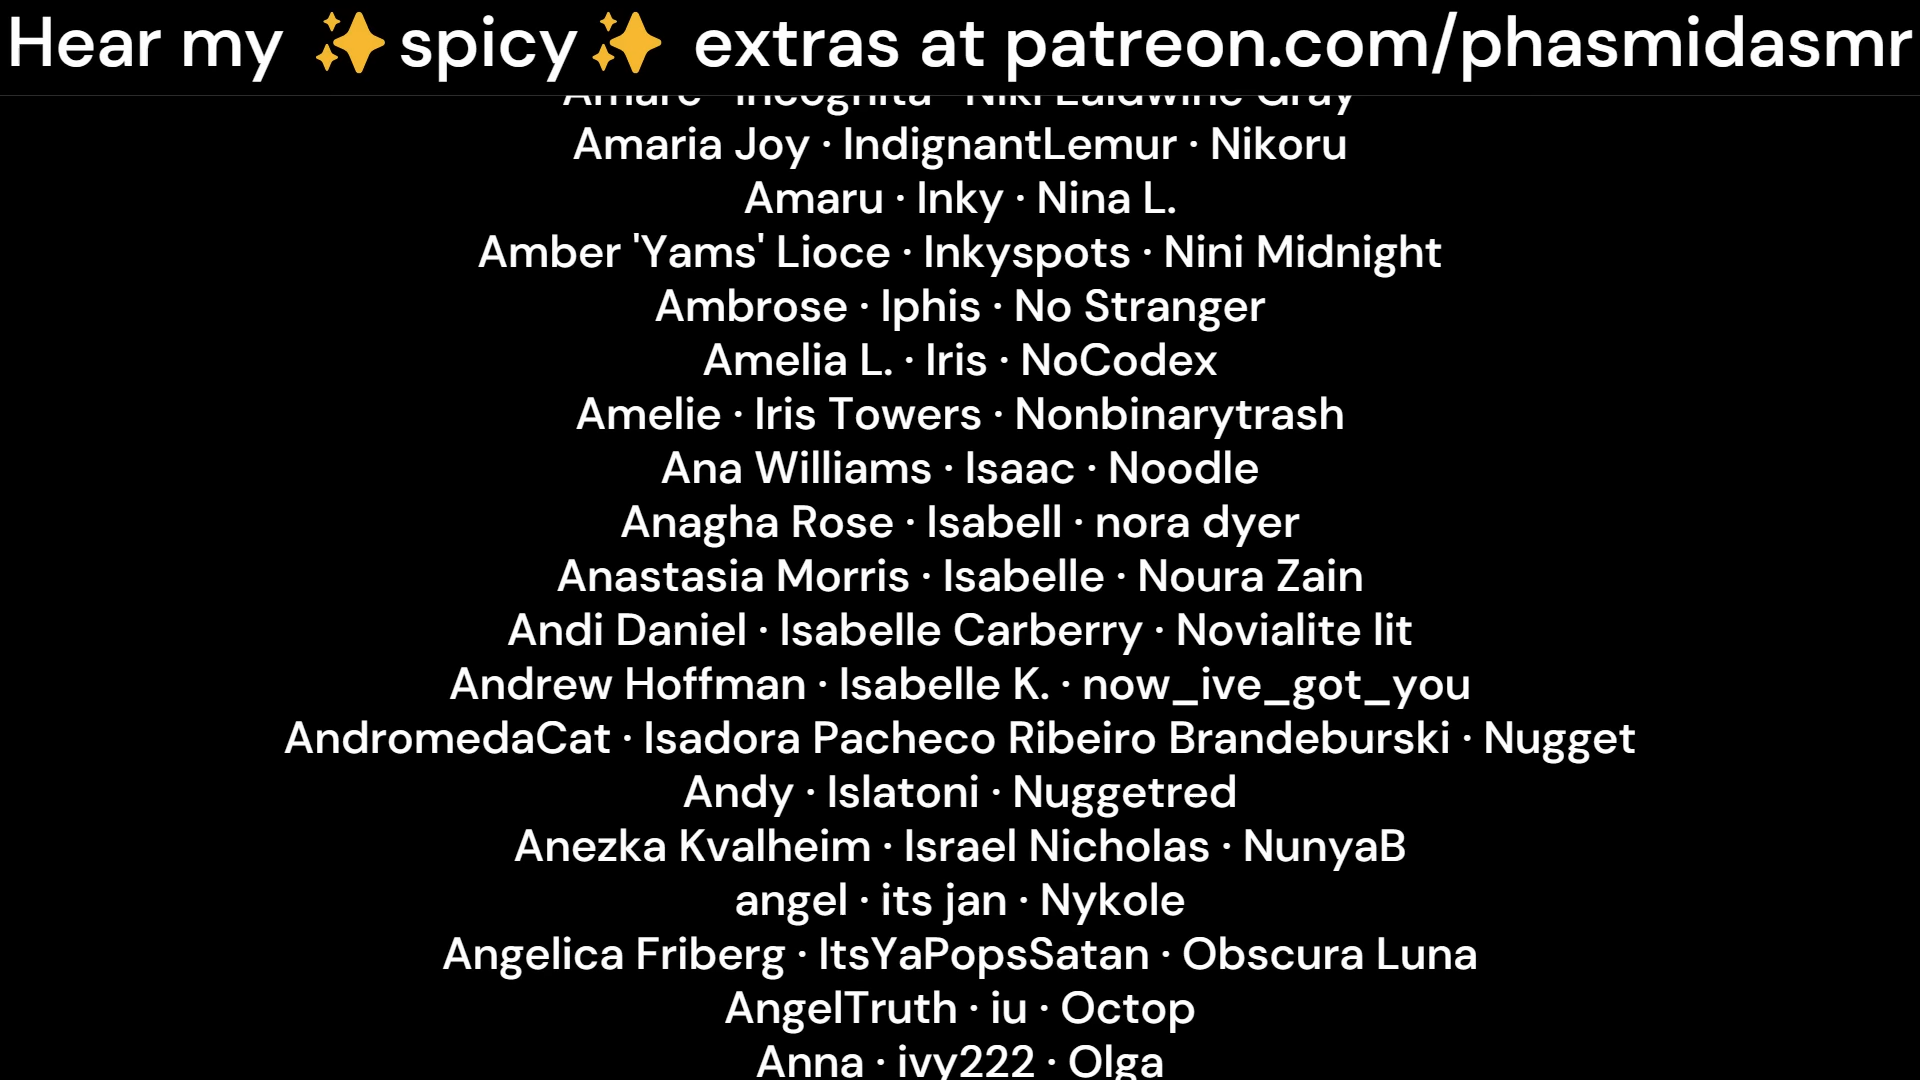 Hear my ✨spicy✨ extras at patreon.com/phasmidasmr
Amaria Joy · IndignantLemur · Nikoru
Amaru · Inky · Nina L.
Amber 'Yams' Lioce · Inkyspots · Nini Midnight
Ambrose · Iphis · No Stranger
Amelia L. · Iris · NoCodex
Amelie · Iris Towers · Nonbinarytrash
Ana Williams · Isaac · Noodle
Anagha Rose · Isabell · nora dyer
Anastasia Morris · Isabelle · Noura Zain
Andi Daniel · Isabelle Carberry · Novialite lit
Andrew Hoffman · Isabelle K. · now_ive_got_you
AndromedaCat · Isadora Pacheco Ribeiro Brandeburski · Nugget
Andy · Islatoni · Nuggetred
Anezka Kvalheim · Israel Nicholas · NunyaB
angel · its jan · Nykole
Angelica Friberg · ItsYaPopsSatan · Obscura Luna
AngelTruth · iu · Octop
Anna · ivy222 · Olga